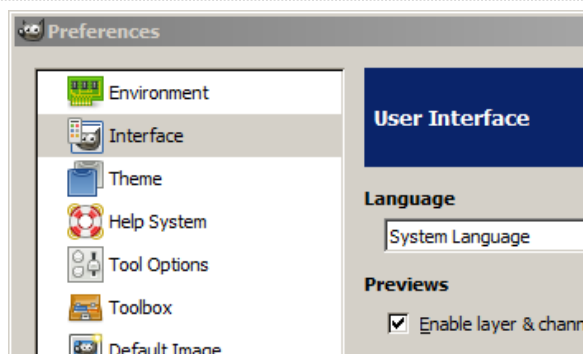 Preferences
Environment
Interface
Theme
Help System
Tool Options
Toolbox
Default Image
User Interface
Language
System Language
Previews
Enable layer & chann